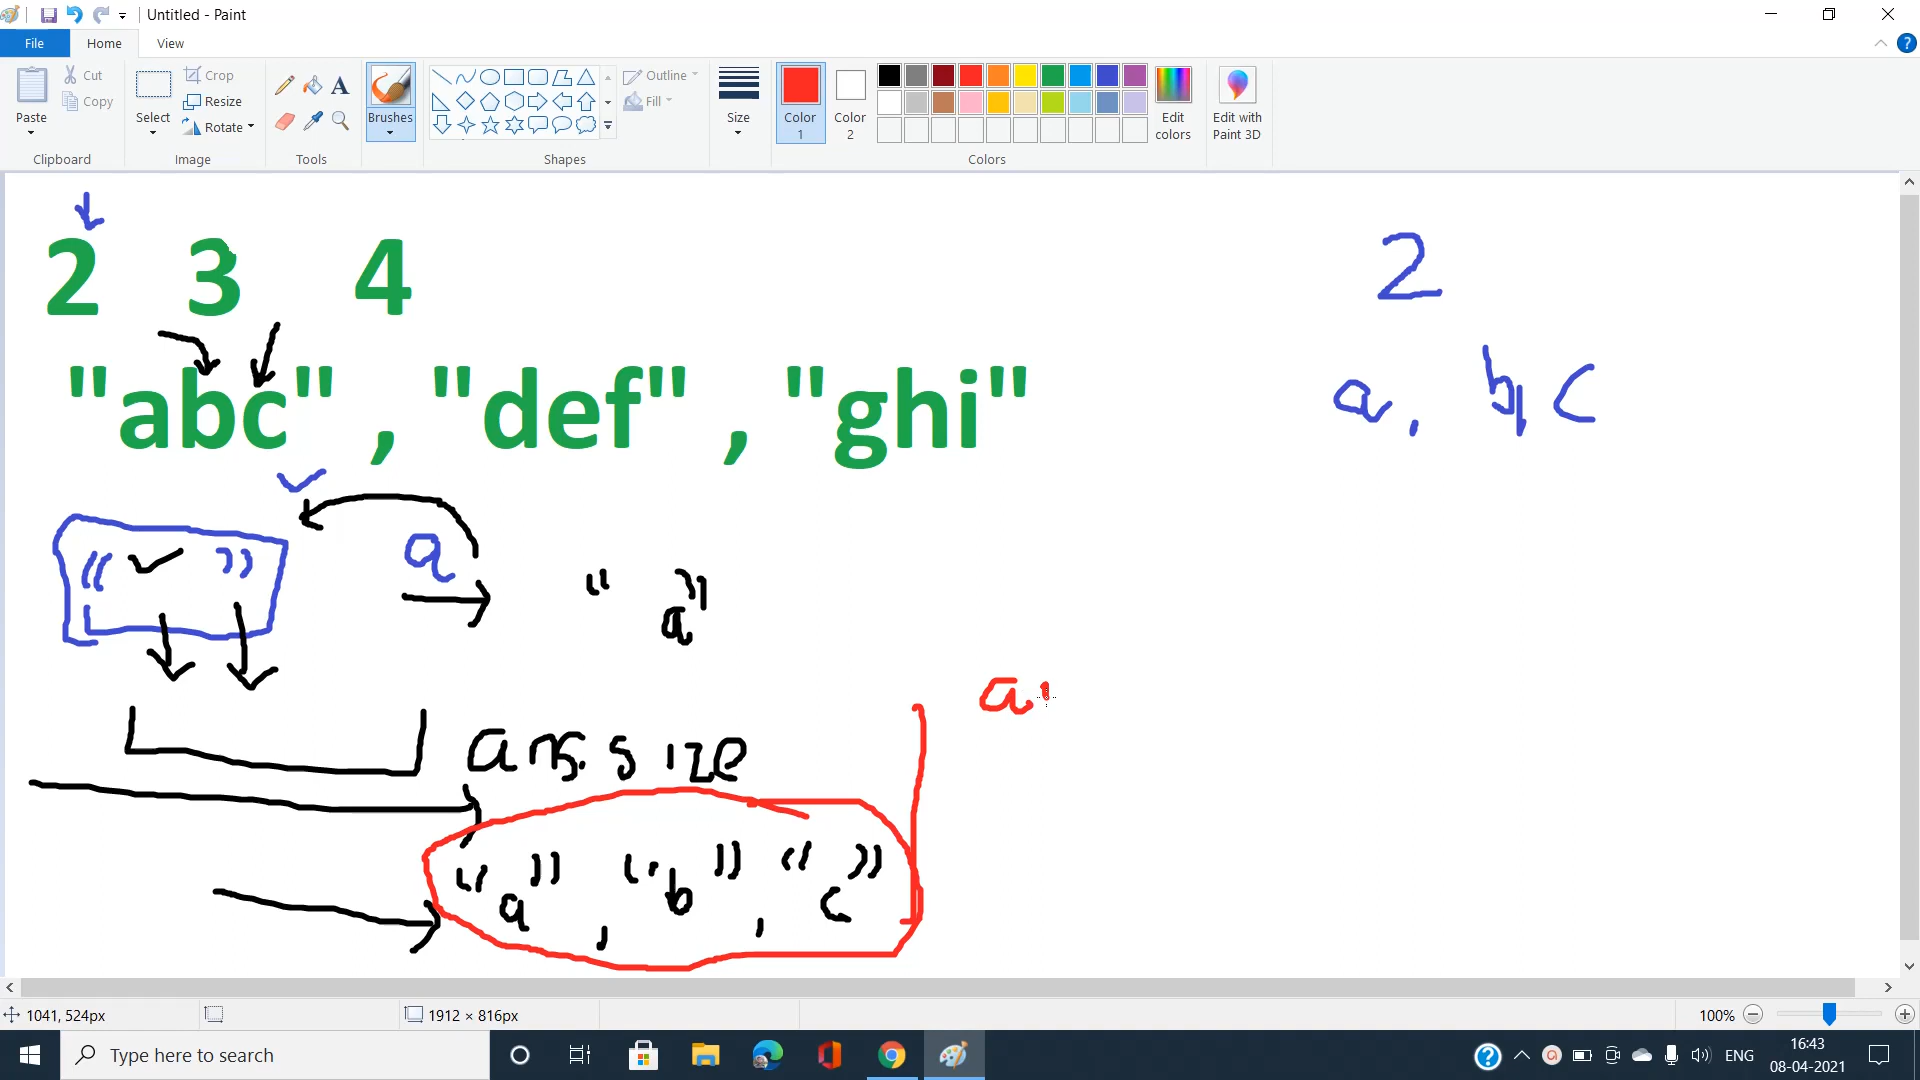 Untitled - Paint
File Home View
Paste
Cut
Copy
Clipboard
Select
Crop
Resize
Rotate
Image
Tools
Brushes
Shapes
Outline
Fill
Size
Color 1
Color 2
Colors
Edit colors
Edit with Paint 3D
2 3 4
"abc" , "def" , "ghi"
2
a, b, c
" "
a
" a"
ans.size
"a" , "b" , "c"
a
1041, 524px
1912 × 816px
100%
Type here to search
ENG
16:43
08-04-2021